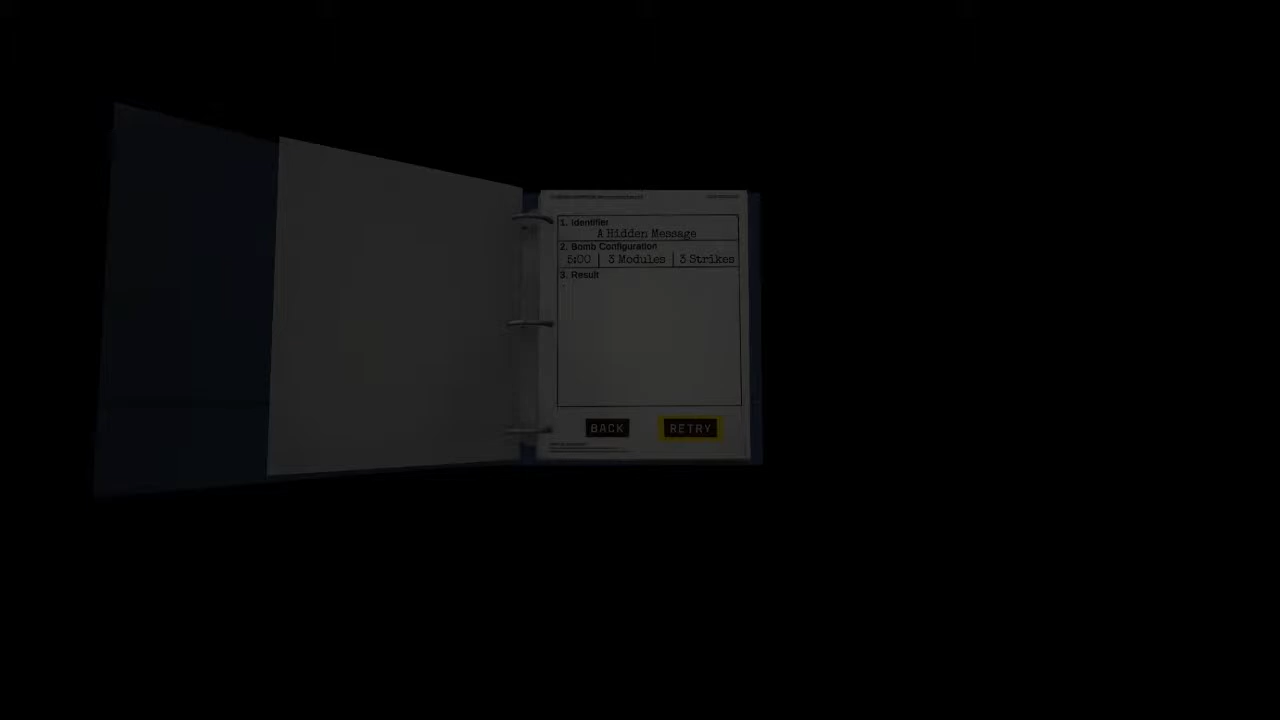 1. Identifier
A Hidden Message
2. Bomb Configuration
5:00 | 3 Modules | 3 Strikes
3. Result
BACK RETRY